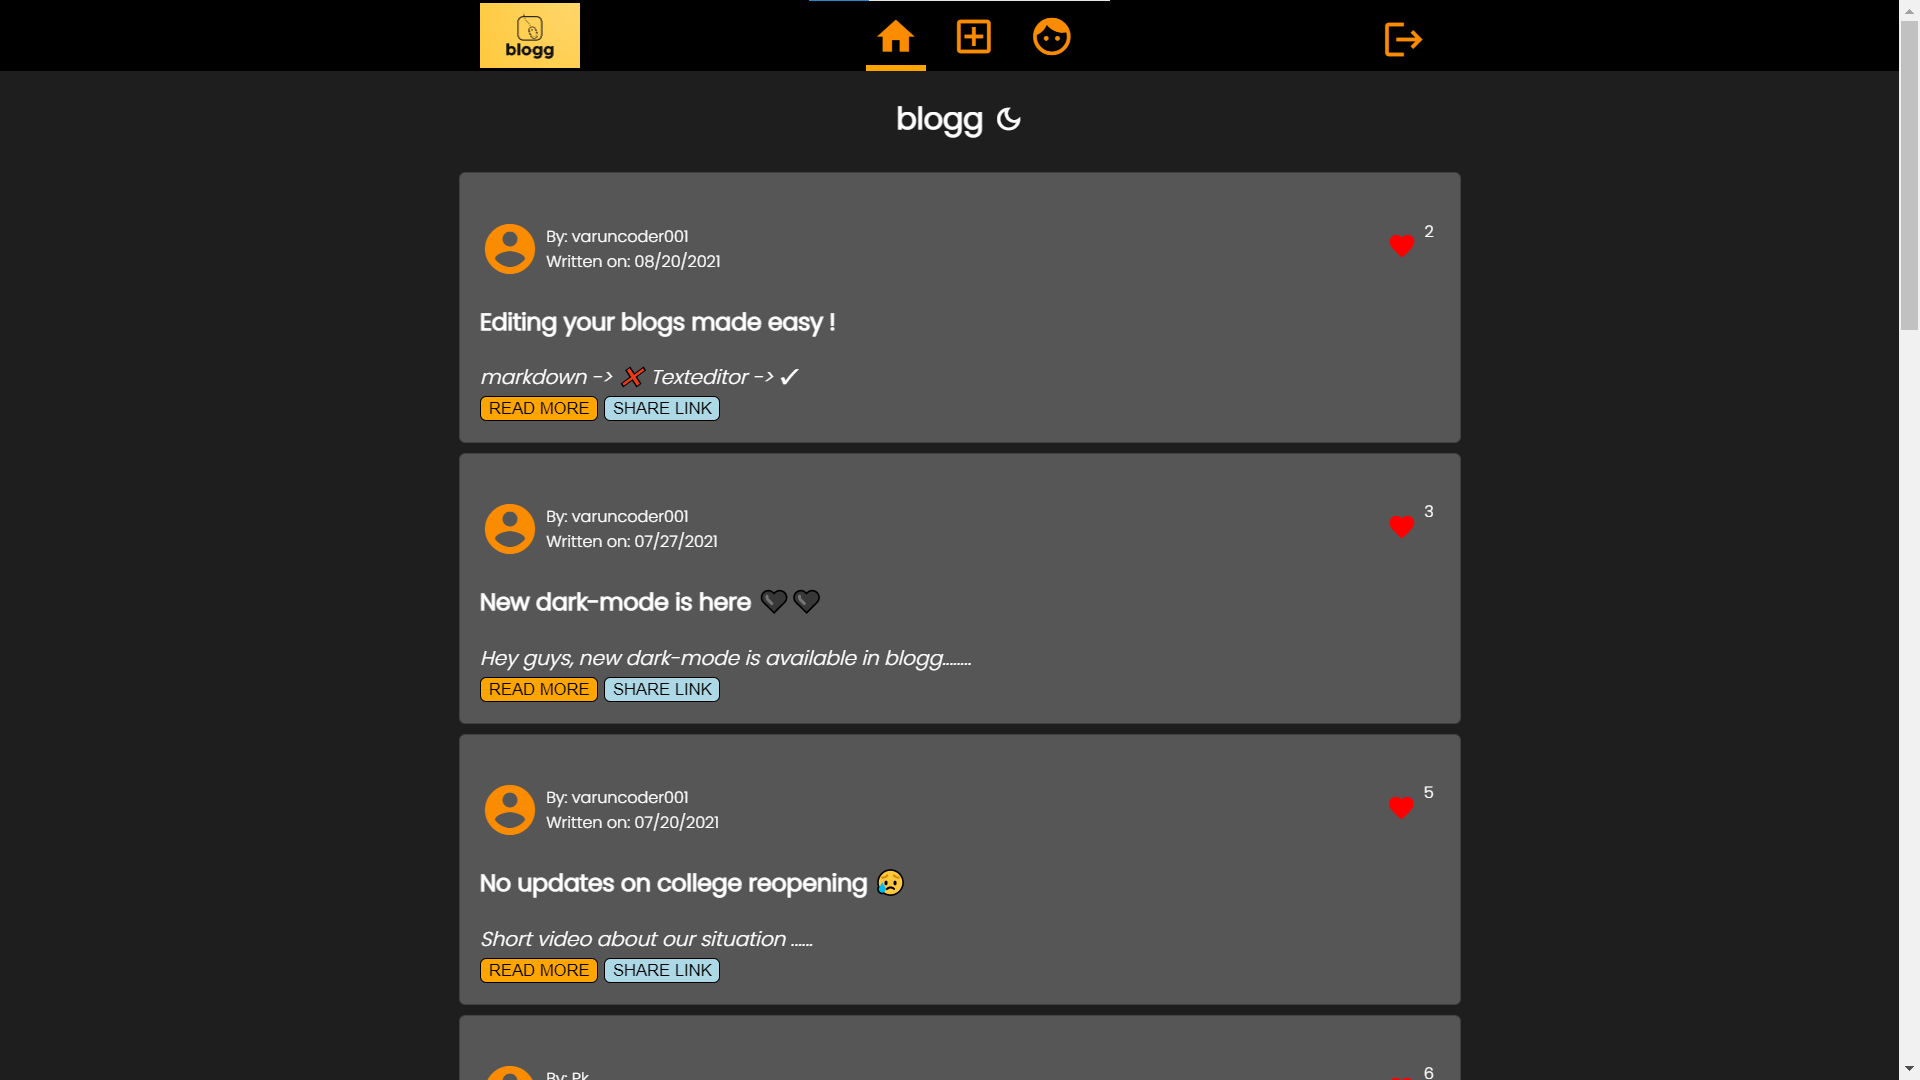 blogg
blogg
By: varuncoder001
Written on: 08/20/2021
2
Editing your blogs made easy !
markdown -> ❌ Texteditor -> ✓
READ MORE SHARE LINK
By: varuncoder001
Written on: 07/27/2021
3
New dark-mode is here 🖤🖤
Hey guys, new dark-mode is available in blogg........
READ MORE SHARE LINK
By: varuncoder001
Written on: 07/20/2021
5
No updates on college reopening 😥
Short video about our situation ......
READ MORE SHARE LINK
By: Pk
6